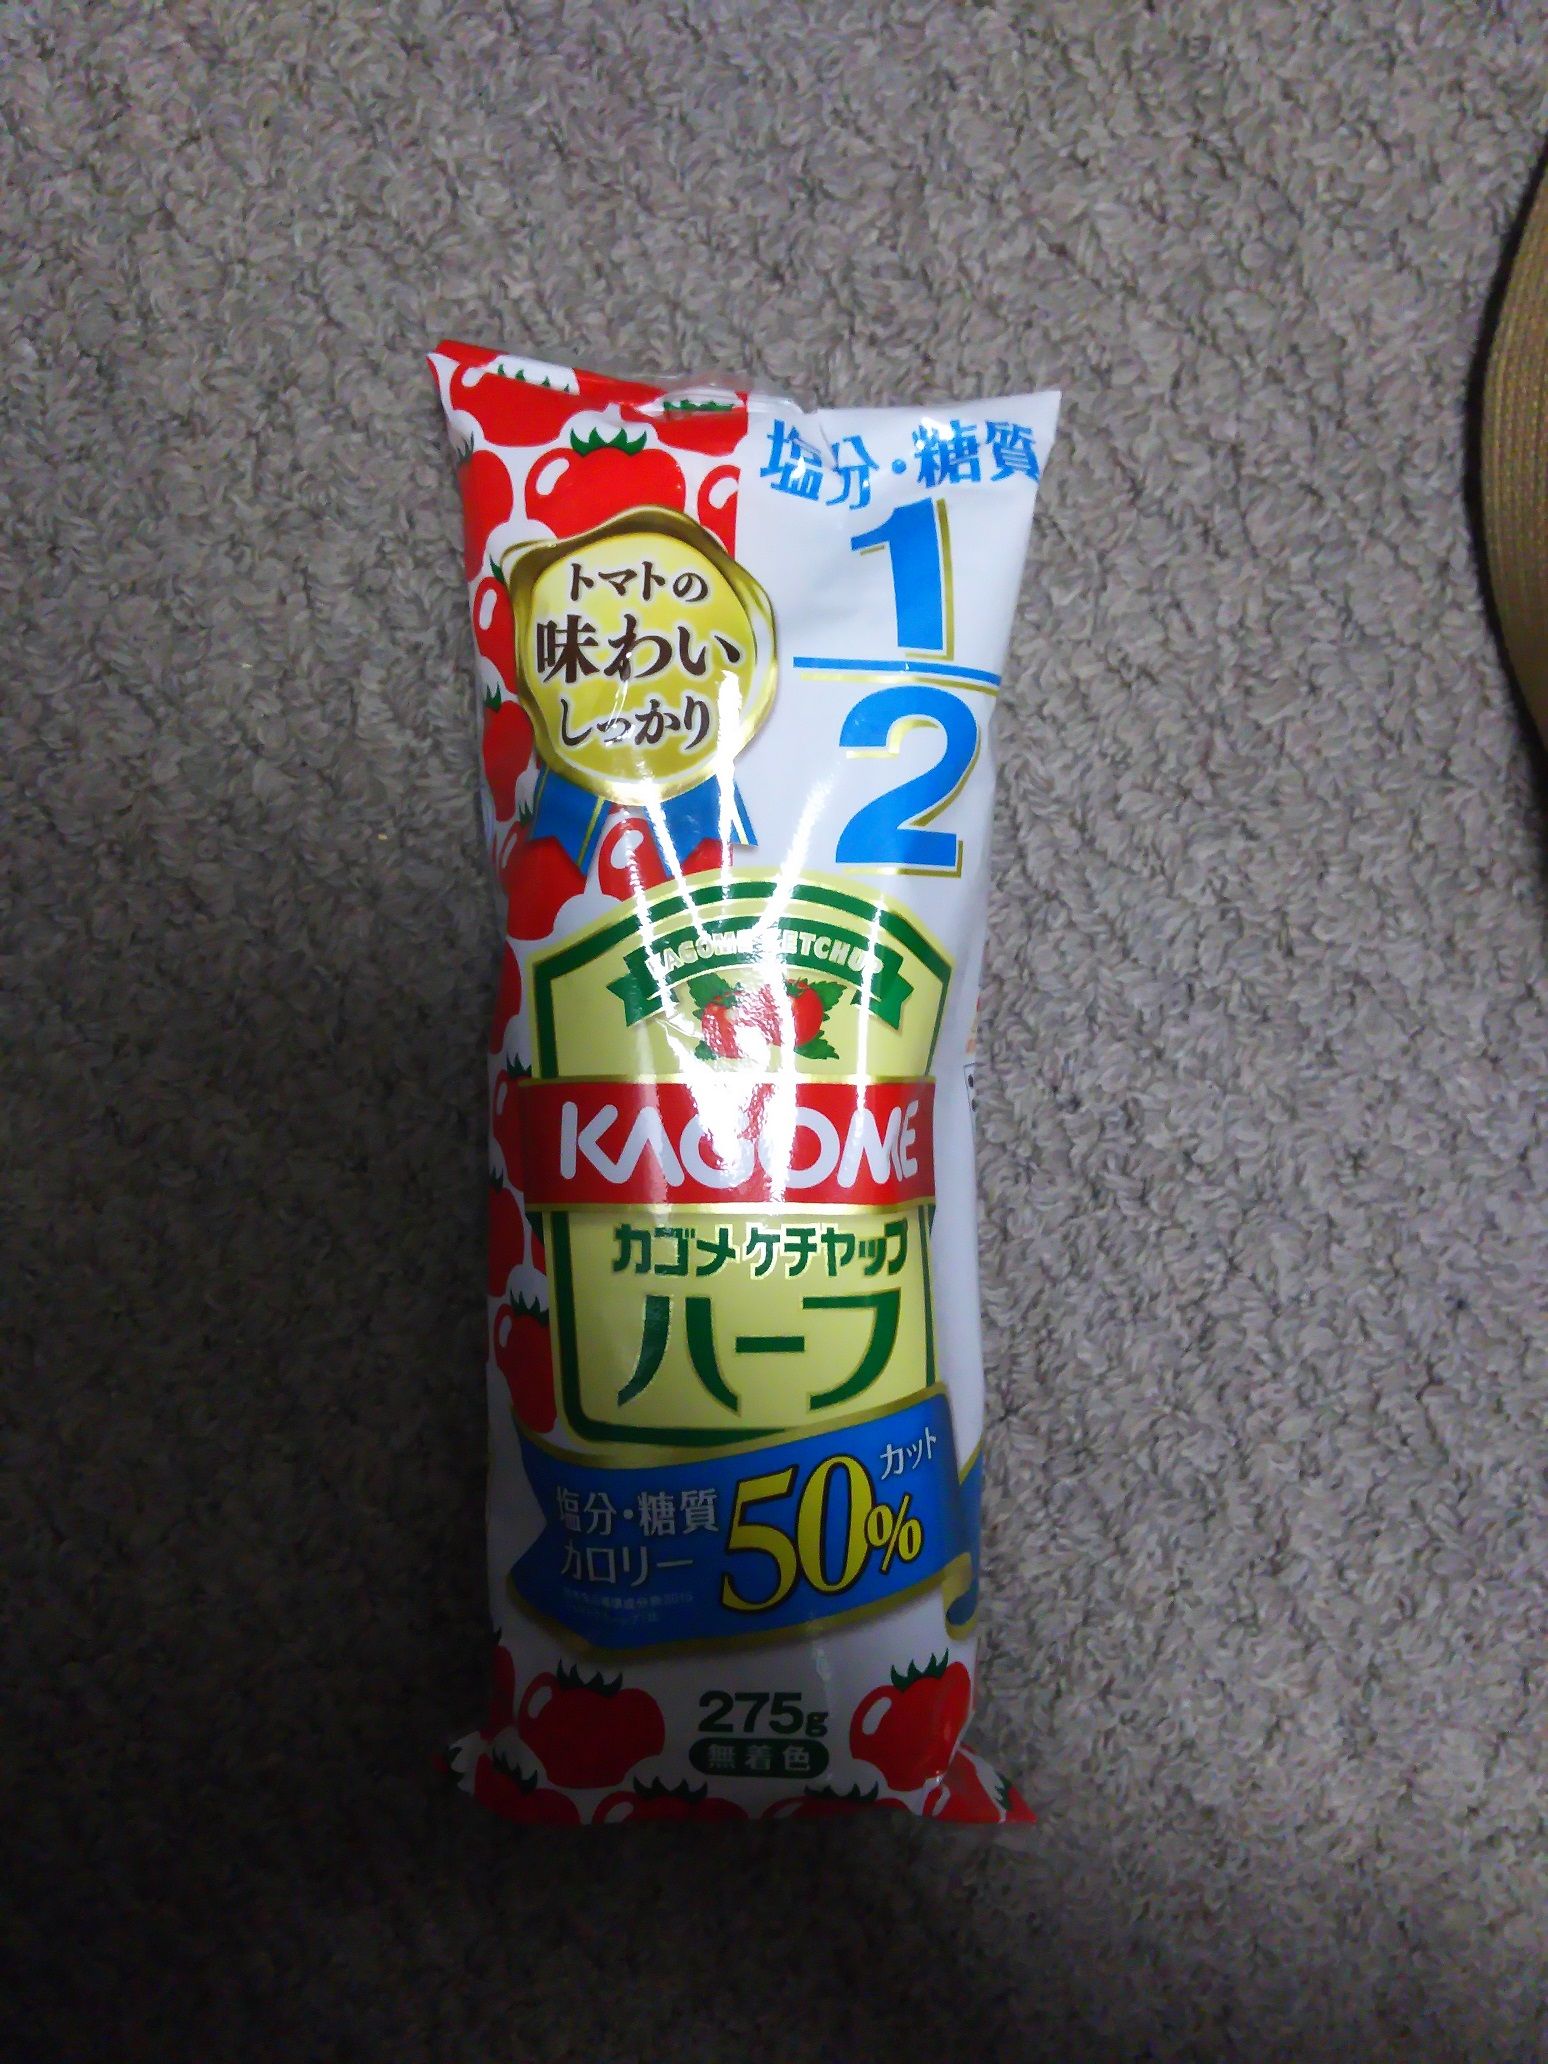 塩分・糖質
1
2
トマトの
味わい
しっかり
KAGOME KETCHUP
KAGOME
カゴメケチャップ
ハーフ
塩分・糖質
カロリー
50%
カット
275g
無着色